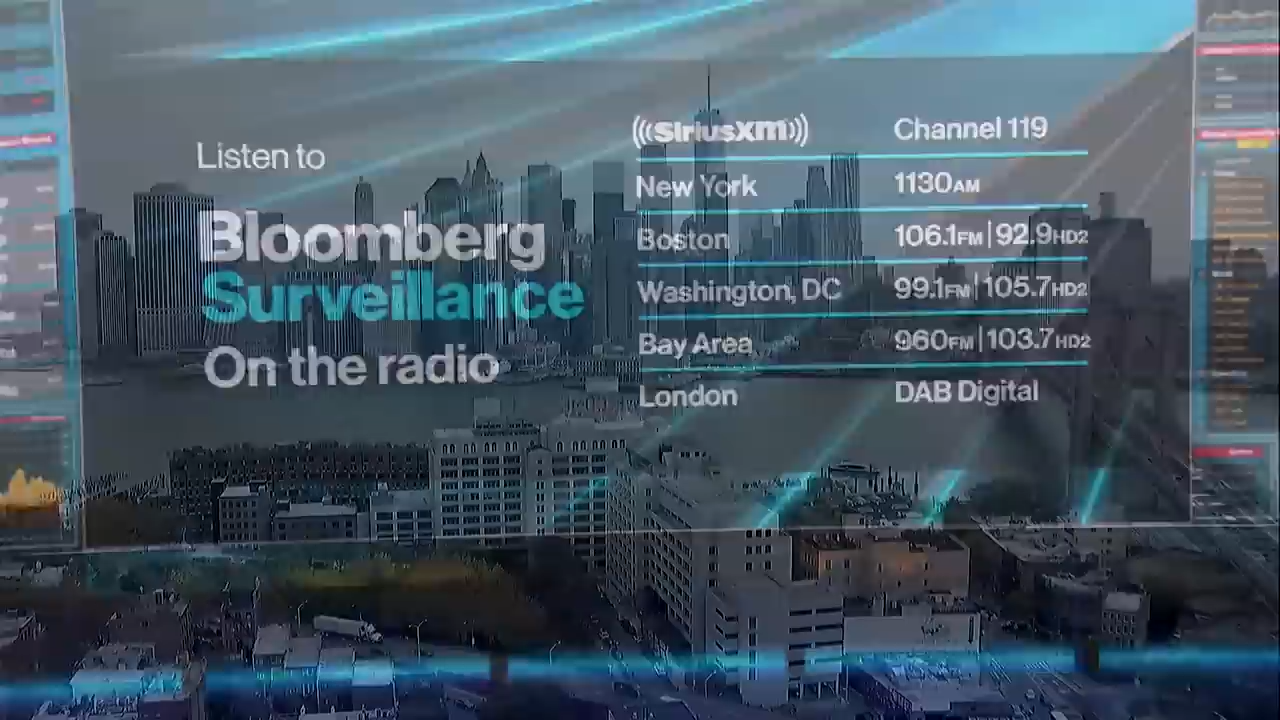 Listen to
Bloomberg
Surveillance
On the radio
((SiriusXM)) Channel 119
New York 1130AM
Boston 106.1FM | 92.9HD2
Washington, DC 99.1FM | 105.7HD2
Bay Area 960FM | 103.7HD2
London DAB Digital